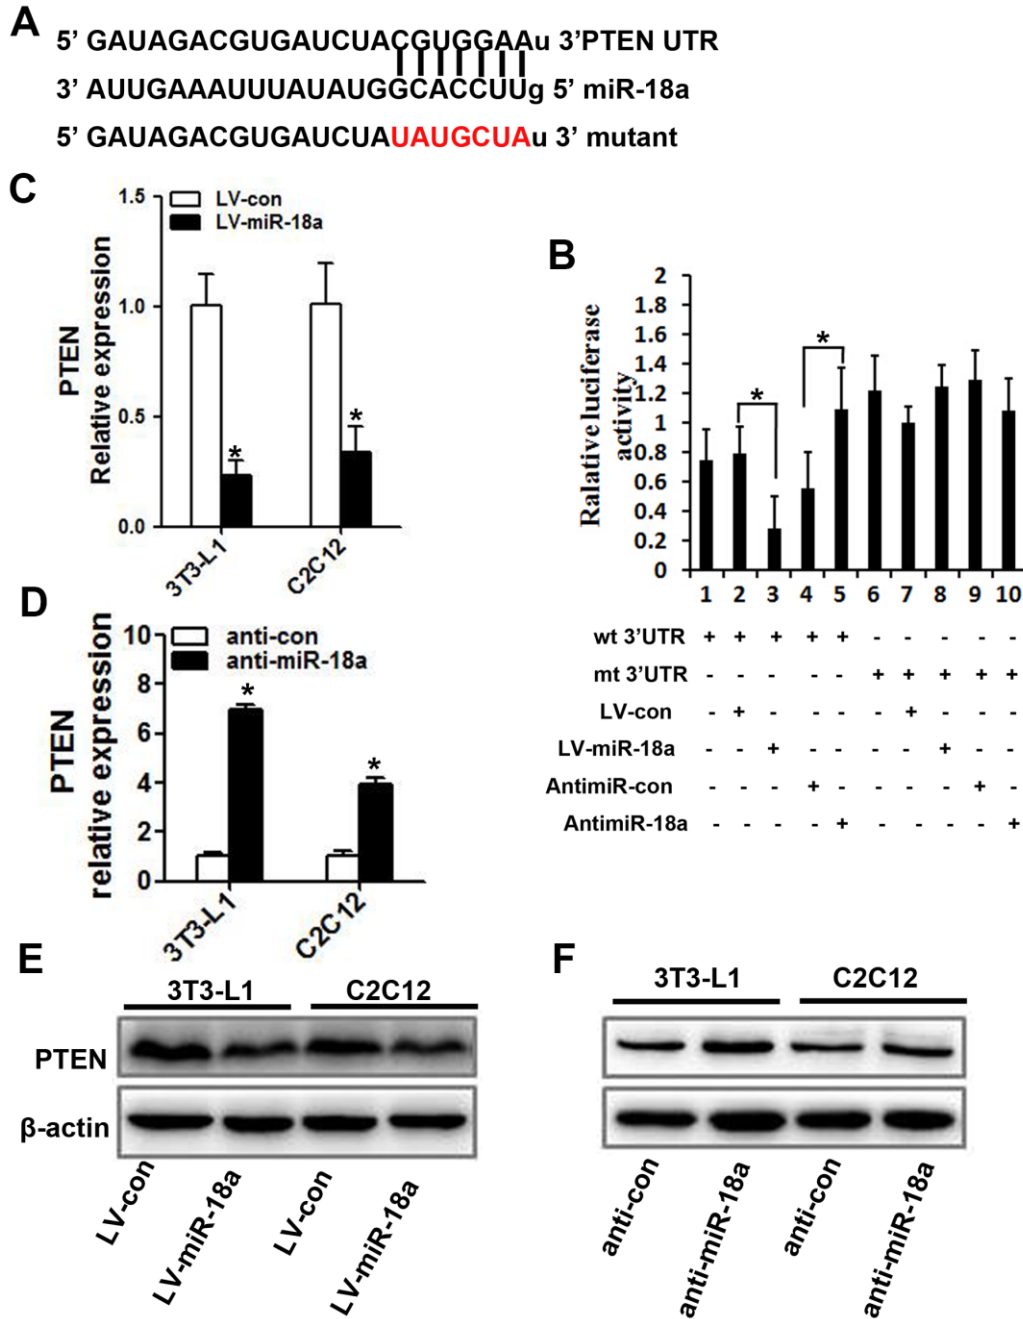 A
5’ GAUAGACGUGAUCUACGUGGAAu 3’PTEN UTR
3’ AUUGAAAUUUAUAUGGCACCUUg 5’ miR-18a
5’ GAUAGACGUGAUCUAUAUGCUAu 3’ mutant
C
PTEN
Relative expression
LV-con
LV-miR-18a
1.5
1.0
0.5
0.0
*
*
3T3-L1
C2C12
B
Ralative luciferase
activity
2
1.8
1.6
1.4
1.2
1
0.8
0.6
0.4
0.2
0
*
*
1 2 3 4 5 6 7 8 9 10
wt 3’UTR + + + + + - - - - -
mt 3’UTR - - - - - + + + + +
LV-con - + - - - - + - - -
LV-miR-18a - - + - - - - + - -
AntimiR-con - - - + - - - - + -
AntimiR-18a - - - - + - - - - +
D
PTEN
relative expression
anti-con
anti-miR-18a
10
8
6
4
2
0
*
*
3T3-L1
C2C12
E
3T3-L1 C2C12
PTEN
β-actin
LV-con
LV-miR-18a
LV-con
LV-miR-18a
F
3T3-L1 C2C12
anti-con
anti-miR-18a
anti-con
anti-miR-18a